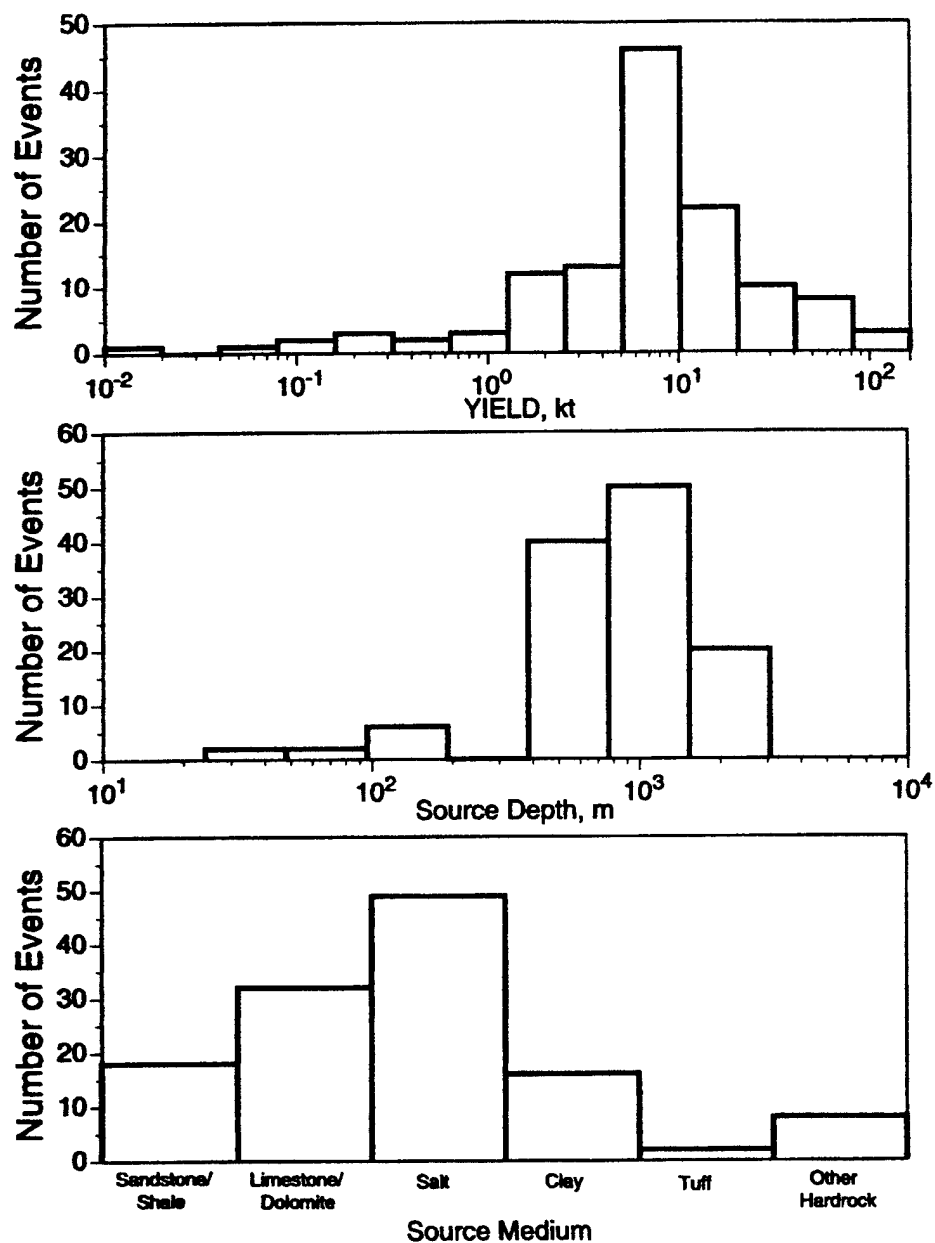 Number of Events
50
40
30
20
10
0
10-2 10-1 100 101 102
YIELD, kt
Number of Events
60
50
40
30
20
10
0
101 102 103 104
Source Depth, m
Number of Events
60
50
40
30
20
10
0
Sandstone/ Limestone/ Salt Clay Tuff Other
Shale Dolomite Hardrock
Source Medium